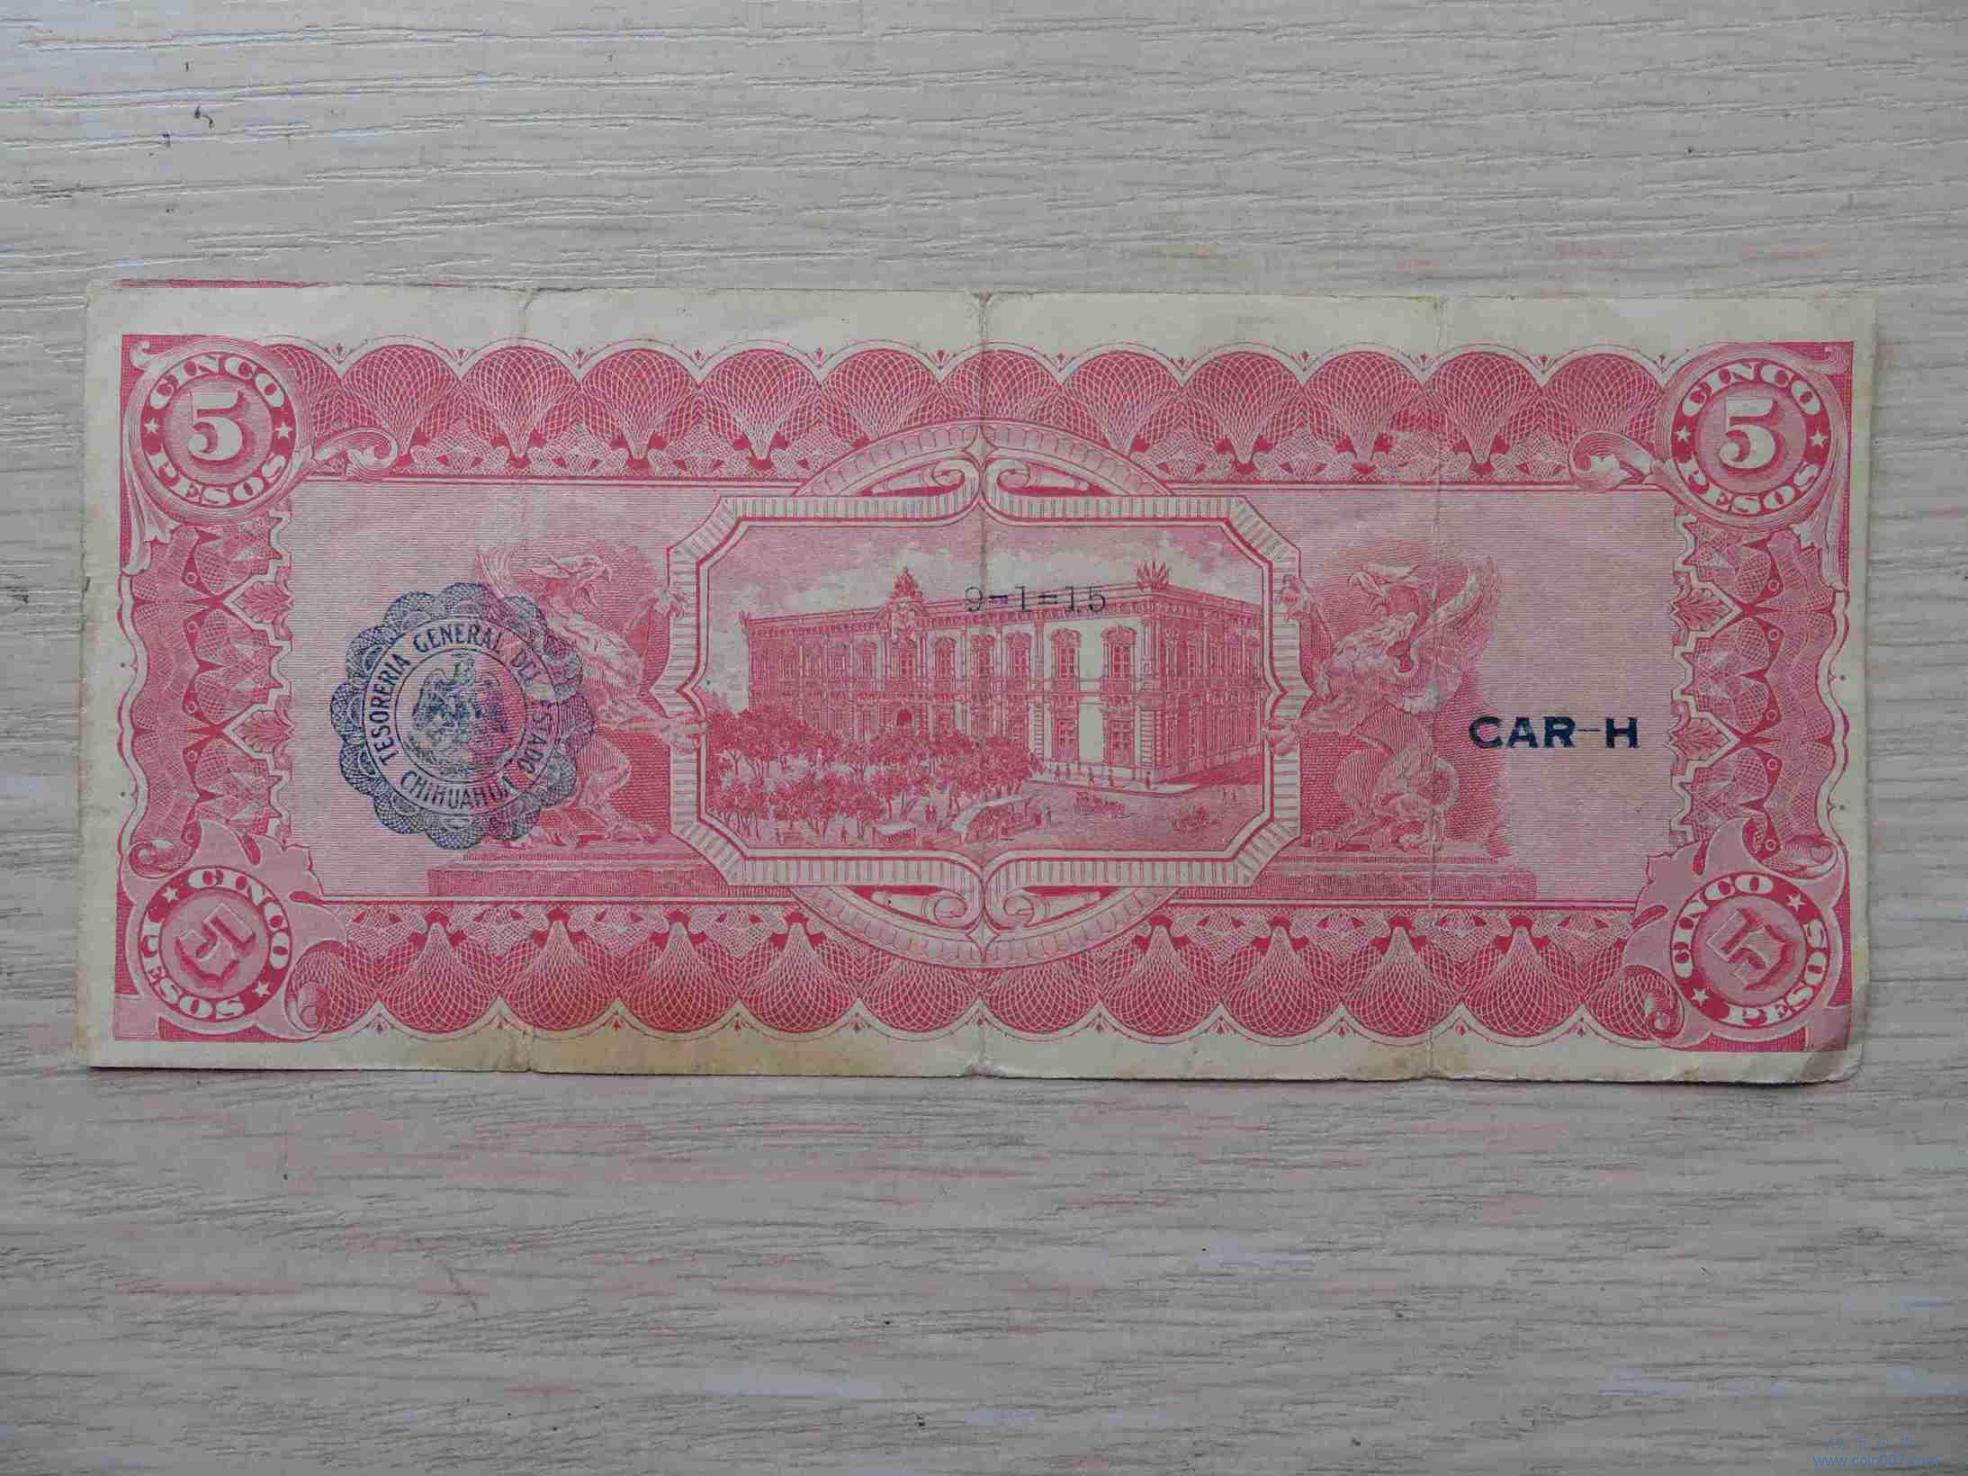 CINCO
5
PESOS
CINCO
5
PESOS
9-1-15
TESORERIA GENERAL DEL ESTADO
CHIHUAHUA
CAR-H
CINCO
5
PESOS
CINCO
5
PESOS